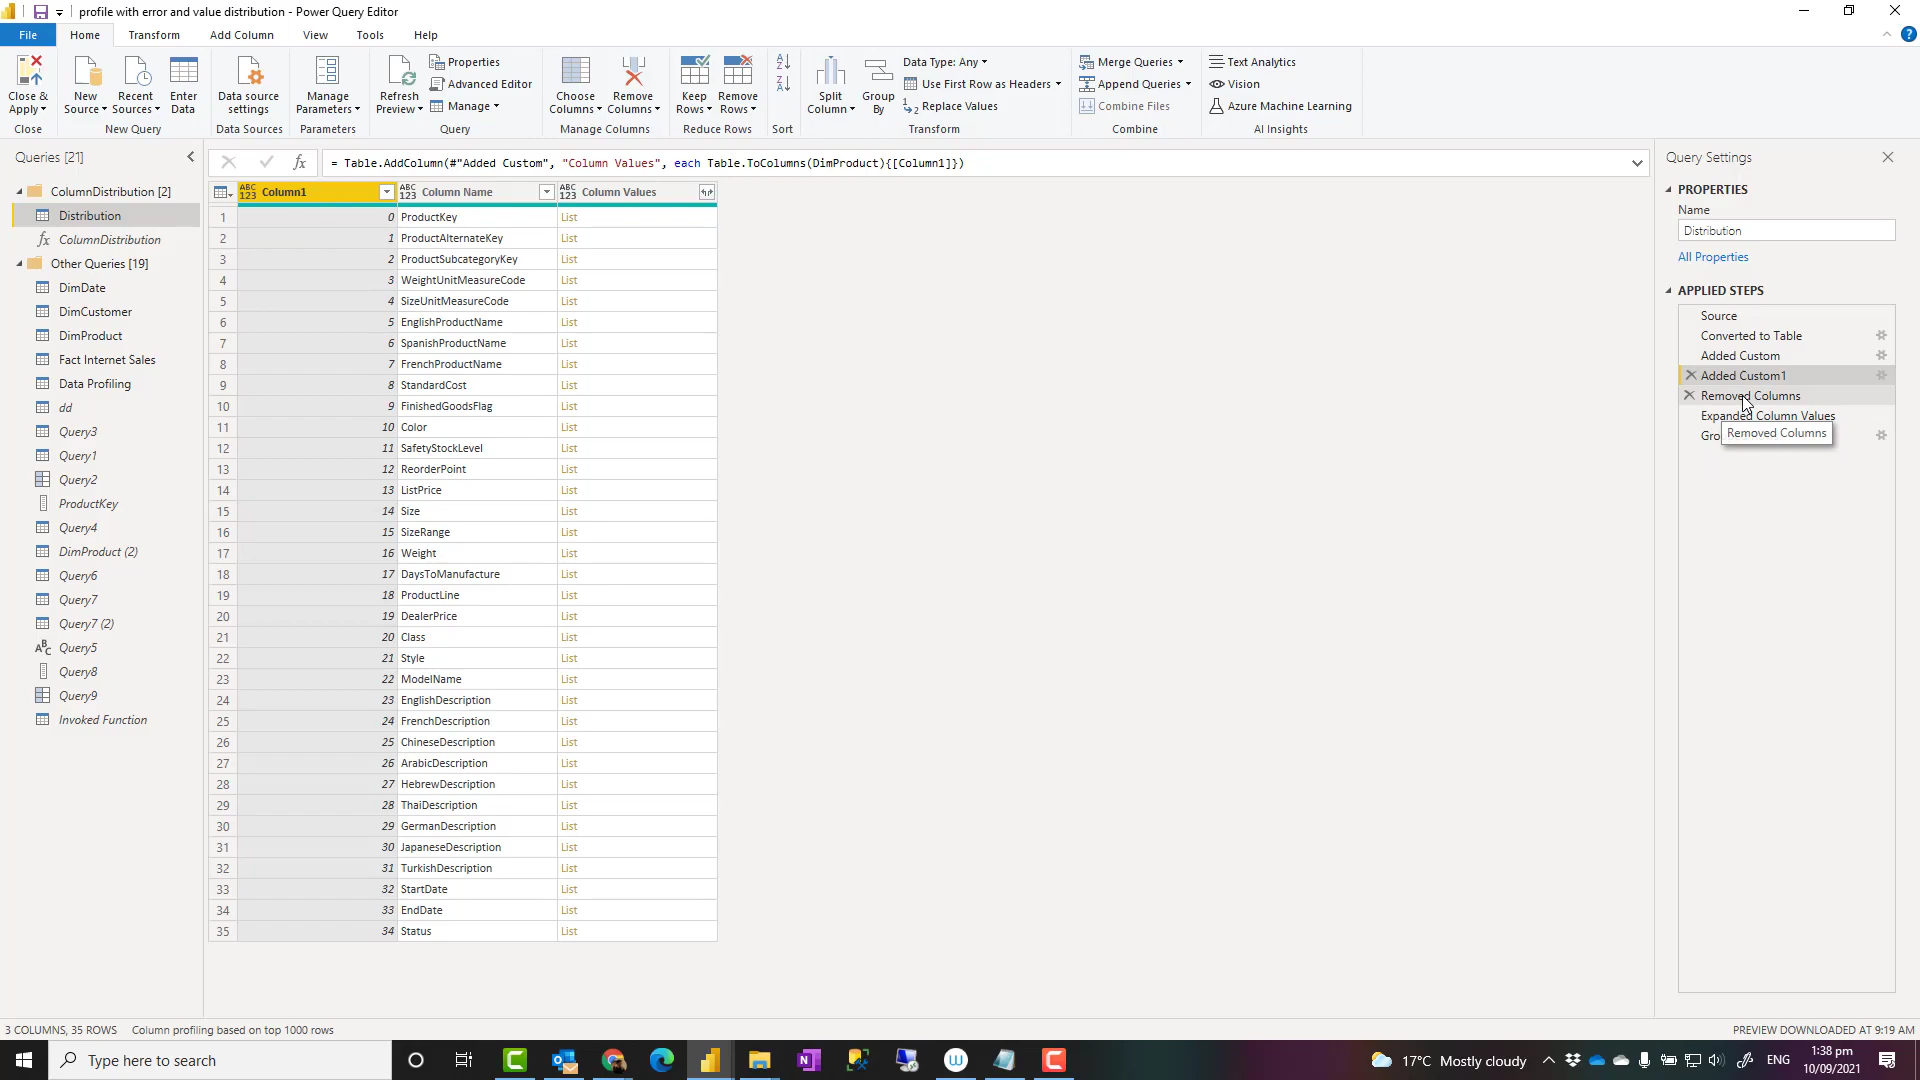 profile with error and value distribution - Power Query Editor
File Home Transform Add Column View Tools Help
Close & Apply
New Source
Recent Sources
Enter Data
Data source settings
Manage Parameters
Refresh Preview
Properties
Advanced Editor
Manage
Choose Columns
Remove Columns
Keep Rows
Remove Rows
Split Column
Group By
Data Type: Any
Use First Row as Headers
Replace Values
Merge Queries
Append Queries
Combine Files
Text Analytics
Vision
Azure Machine Learning
Close New Query Data Sources Parameters Query Manage Columns Reduce Rows Sort Transform Combine AI Insights
Queries [21]
ColumnDistribution [2]
Distribution
ColumnDistribution
Other Queries [19]
DimDate
DimCustomer
DimProduct
Fact Internet Sales
Data Profiling
dd
Query3
Query1
Query2
ProductKey
Query4
DimProduct (2)
Query6
Query7
Query7 (2)
Query5
Query8
Query9
Invoked Function
= Table.AddColumn(#"Added Custom", "Column Values", each Table.ToColumns(DimProduct){[Column1]})
ABC 123 Column1 ABC 123 Column Name ABC 123 Column Values
1 0 ProductKey List
2 1 ProductAlternateKey List
3 2 ProductSubcategoryKey List
4 3 WeightUnitMeasureCode List
5 4 SizeUnitMeasureCode List
6 5 EnglishProductName List
7 6 SpanishProductName List
8 7 FrenchProductName List
9 8 StandardCost List
10 9 FinishedGoodsFlag List
11 10 Color List
12 11 SafetyStockLevel List
13 12 ReorderPoint List
14 13 ListPrice List
15 14 Size List
16 15 SizeRange List
17 16 Weight List
18 17 DaysToManufacture List
19 18 ProductLine List
20 19 DealerPrice List
21 20 Class List
22 21 Style List
23 22 ModelName List
24 23 EnglishDescription List
25 24 FrenchDescription List
26 25 ChineseDescription List
27 26 ArabicDescription List
28 27 HebrewDescription List
29 28 ThaiDescription List
30 29 GermanDescription List
31 30 JapaneseDescription List
32 31 TurkishDescription List
33 32 StartDate List
34 33 EndDate List
35 34 Status List
Query Settings
PROPERTIES
Name
Distribution
All Properties
APPLIED STEPS
Source
Converted to Table
Added Custom
Added Custom1
Removed Columns
Expanded Column Values
Gro
Removed Columns
3 COLUMNS, 35 ROWS Column profiling based on top 1000 rows
PREVIEW DOWNLOADED AT 9:19 AM
Type here to search
17°C Mostly cloudy
ENG
1:38 pm
10/09/2021